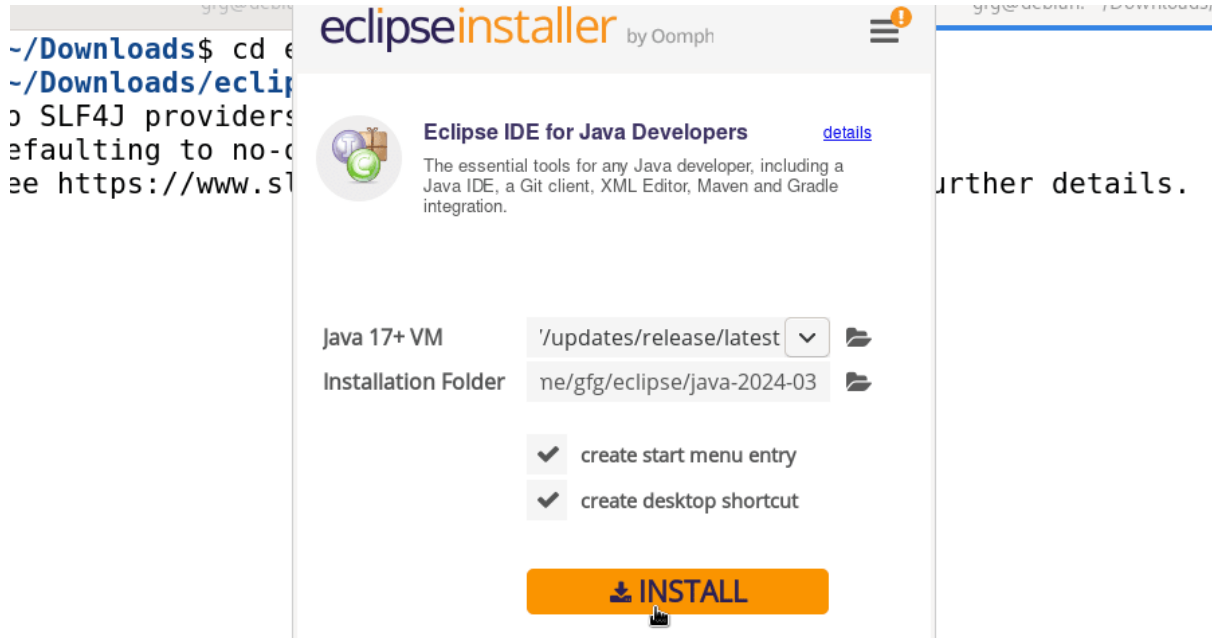 eclipseinstaller by Oomph
~/Downloads$ cd e
~/Downloads/eclip
o SLF4J providers
efaulting to no-o
ee https://www.sl
urther details.
Eclipse IDE for Java Developers
details
The essential tools for any Java developer, including a
Java IDE, a Git client, XML Editor, Maven and Gradle
integration.
Java 17+ VM
/updates/release/latest
Installation Folder
me/gfg/eclipse/java-2024-03
create start menu entry
create desktop shortcut
INSTALL